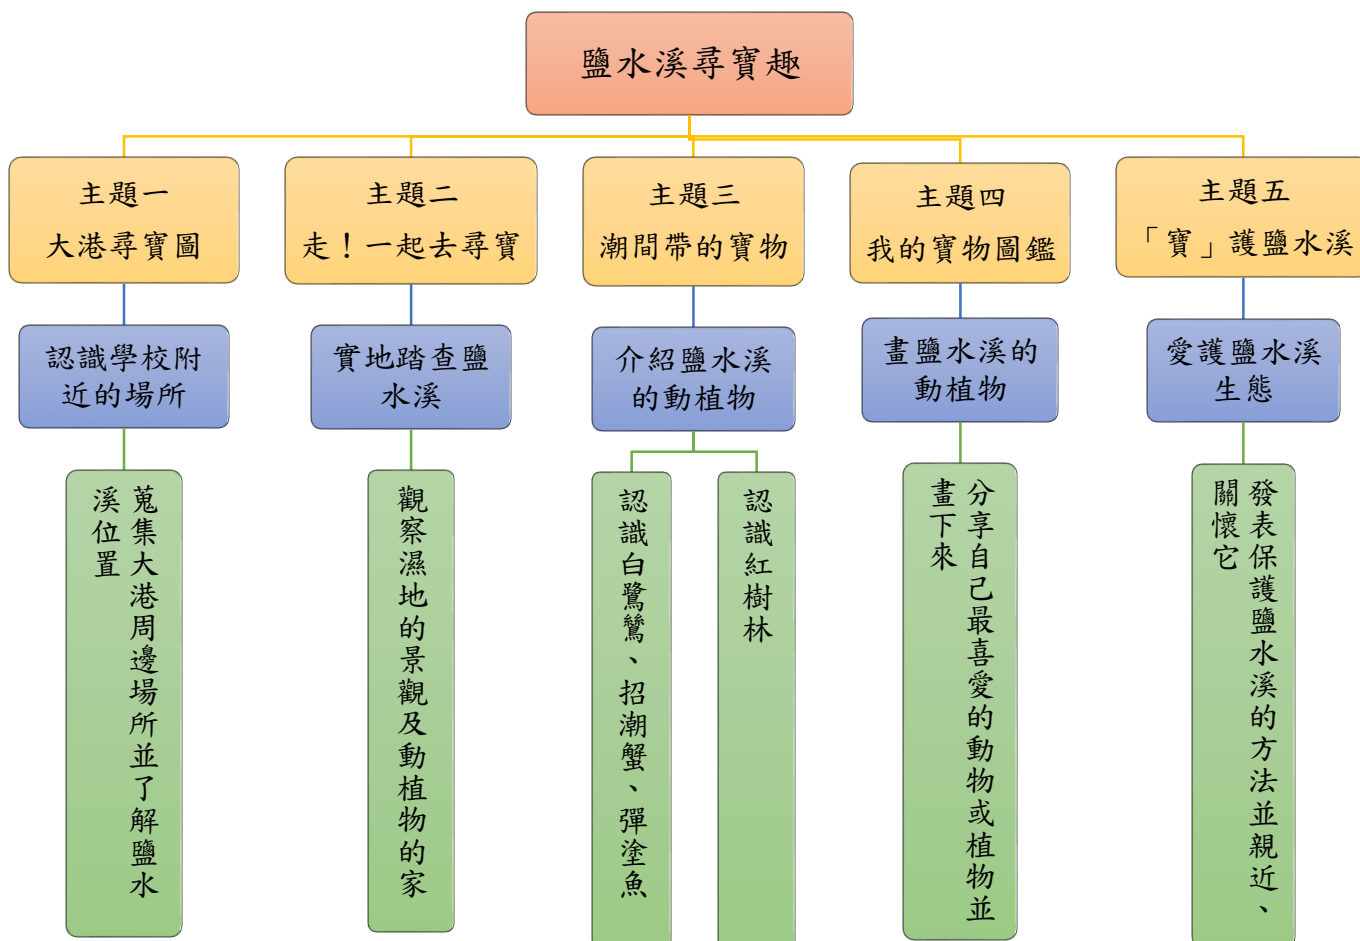 鹽水溪尋寶趣
主題一
大港尋寶圖
主題二
走！一起去尋寶
主題三
潮間帶的寶物
主題四
我的寶物圖鑑
主題五
「寶」護鹽水溪
認識學校附
近的場所
實地踏查鹽
水溪
介紹鹽水溪
的動植物
畫鹽水溪的
動植物
愛護鹽水溪
生態
蒐集大港周邊場所並了解鹽水
溪位置
觀察濕地的景觀及動植物的家
認識白鷺鷥、招潮蟹、彈塗魚
認識紅樹林
分享自己最喜愛的動物或植物並
畫下來
發表保護鹽水溪的方法並親近、
關懷它